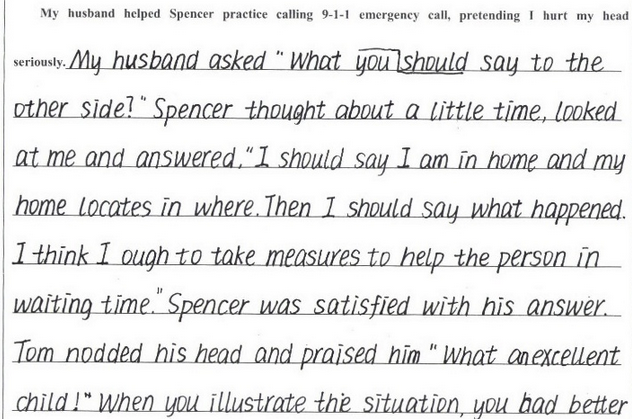 My husband helped Spencer practice calling 9-1-1 emergency call, pretending I hurt my head
seriously. My husband asked "What you should say to the
other side?" Spencer thought about a little time, looked
at me and answered, "I should say I am in home and my
home locates in where. Then I should say what happened.
I think I ough to take measures to help the person in
waiting time." Spencer was satisfied with his answer.
Tom nodded his head and praised him "What an excellent
child!" When you illustrate the situation, you had better